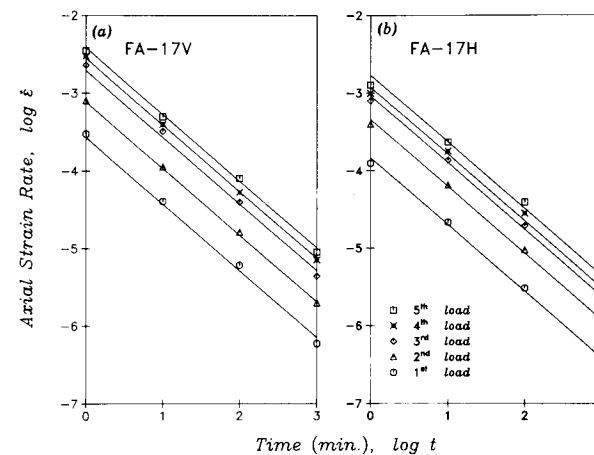 (a) FA-17V
(b) FA-17H
Axial Strain Rate, log ε̇
-2
-3
-4
-5
-6
-7
-2
-3
-4
-5
-6
-7
5th load
4th load
3rd load
2nd load
1st load
0 1 2 3
0 1 2
Time (min.), log t